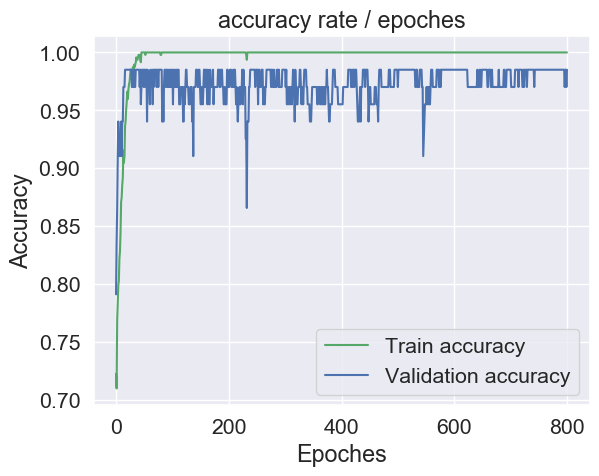 accuracy rate / epoches
1.00
0.95
0.90
0.85
0.80
0.75
0.70
Accuracy
Train accuracy
Validation accuracy
0
200
400
600
800
Epoches